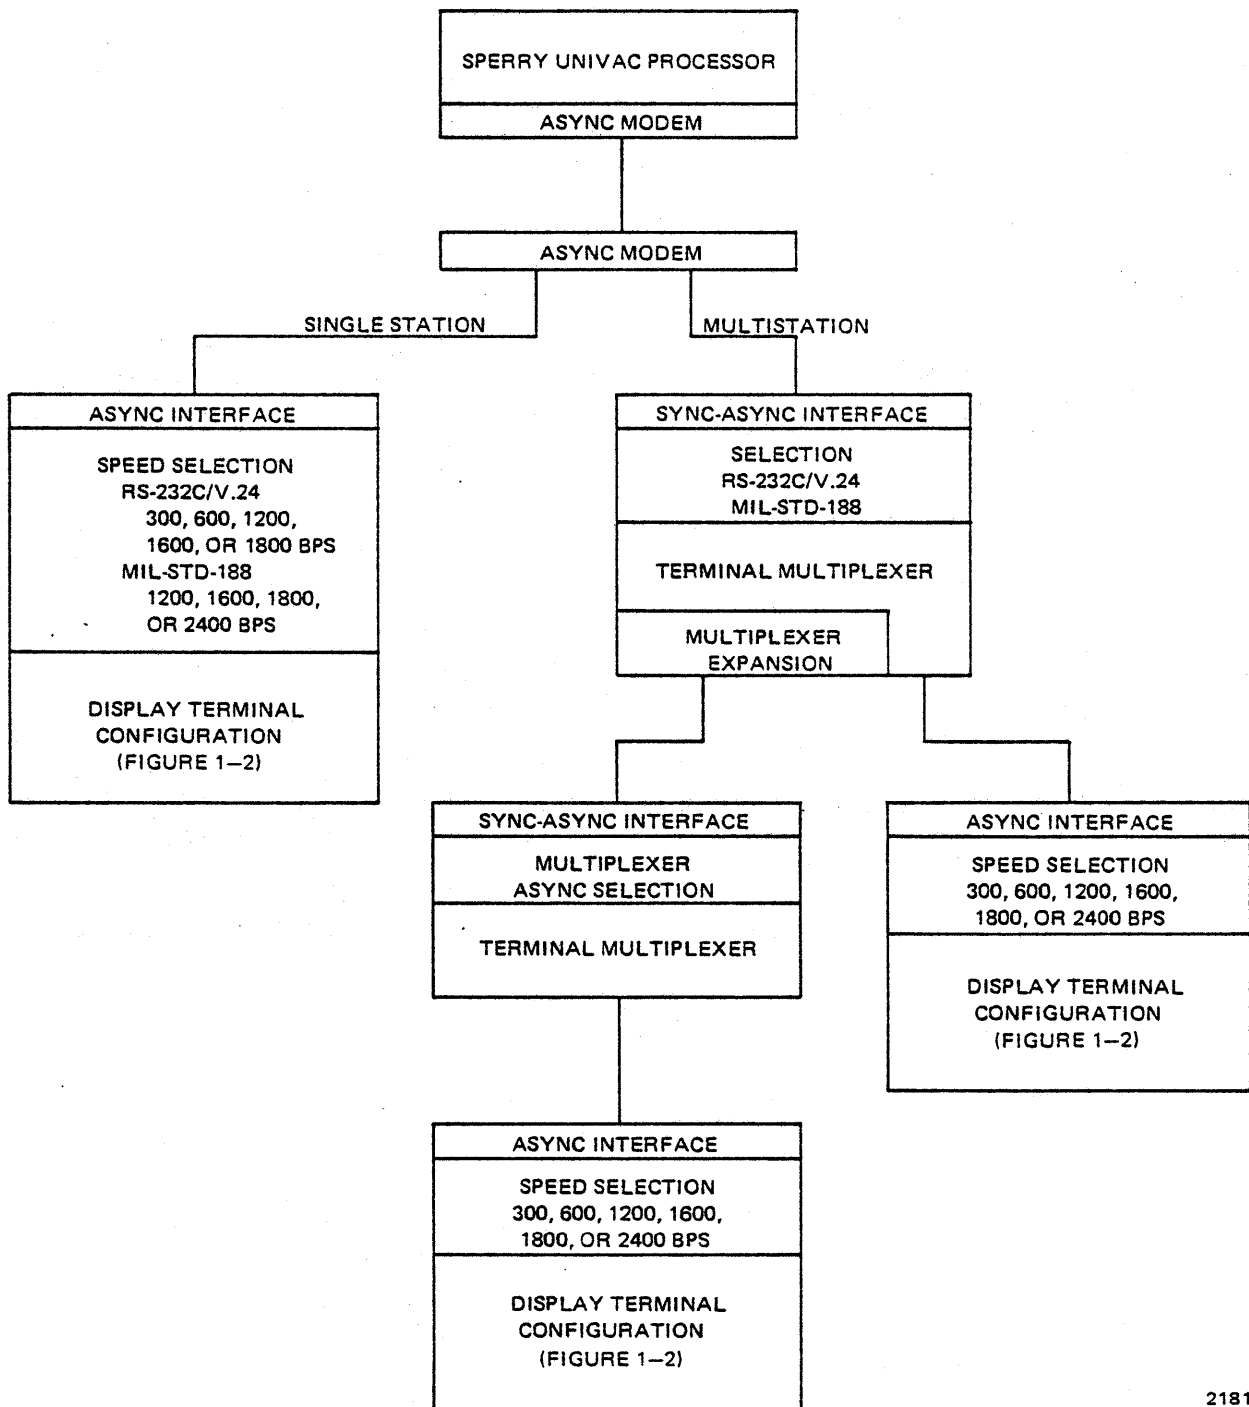 SPERRY UNIVAC PROCESSOR
ASYNC MODEM
ASYNC MODEM
SINGLE STATION
MULTISTATION
ASYNC INTERFACE
SPEED SELECTION
RS-232C/V.24
300, 600, 1200,
1600, OR 1800 BPS
MIL-STD-188
1200, 1600, 1800,
OR 2400 BPS
DISPLAY TERMINAL
CONFIGURATION
(FIGURE 1–2)
SYNC-ASYNC INTERFACE
SELECTION
RS-232C/V.24
MIL-STD-188
TERMINAL MULTIPLEXER
MULTIPLEXER
EXPANSION
SYNC-ASYNC INTERFACE
MULTIPLEXER
ASYNC SELECTION
TERMINAL MULTIPLEXER
ASYNC INTERFACE
SPEED SELECTION
300, 600, 1200, 1600,
1800, OR 2400 BPS
DISPLAY TERMINAL
CONFIGURATION
(FIGURE 1–2)
ASYNC INTERFACE
SPEED SELECTION
300, 600, 1200, 1600,
1800, OR 2400 BPS
DISPLAY TERMINAL
CONFIGURATION
(FIGURE 1–2)
2181